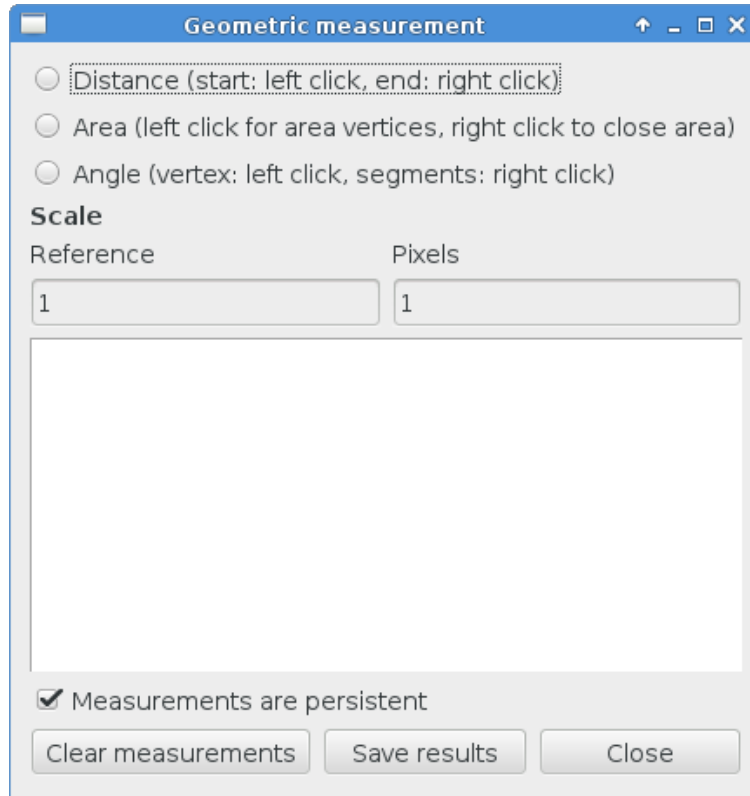 Geometric measurement
Distance (start: left click, end: right click)
Area (left click for area vertices, right click to close area)
Angle (vertex: left click, segments: right click)
Scale
Reference Pixels
1 1
Measurements are persistent
Clear measurements Save results Close